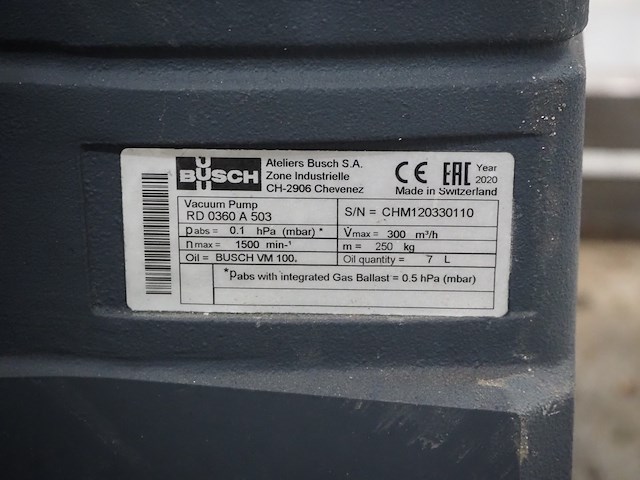 BUSCH
Ateliers Busch S.A.
Zone Industrielle
CH-2906 Chevenez
CE EAC Year 2020
Made in Switzerland
Vacuum Pump
RD 0360 A 503
S/N = CHM120330110
pabs = 0.1 hPa (mbar) *
V̇max = 300 m³/h
nmax = 1500 min-¹
m = 250 kg
Oil = BUSCH VM 100.
Oil quantity = 7 L
*pabs with integrated Gas Ballast = 0.5 hPa (mbar)